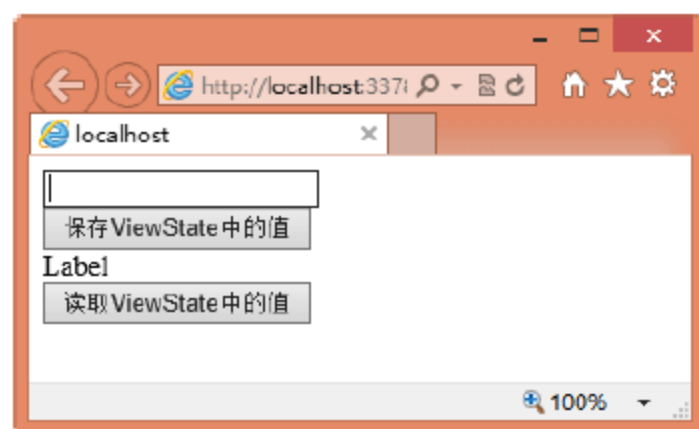 http://localhost:337
localhost
保存ViewState中的值
Label
读取ViewState中的值
100%